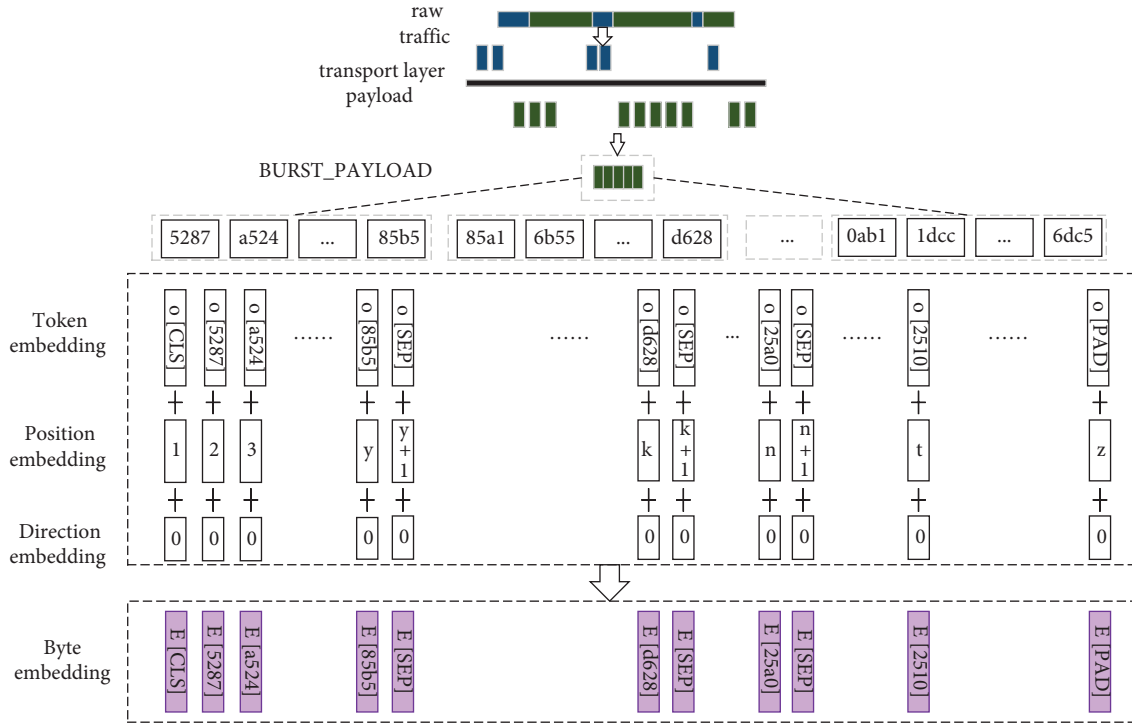 raw
traffic
transport layer
payload
BURST_PAYLOAD
5287 a524 ... 85b5 85a1 6b55 ... d628 ... 0ab1 1dcc ... 6dc5
Token
embedding
o [CLS] o [5287] o [a524] ...... o [85b5] o [SEP] ...... o [d628] o [SEP] ... o [25a0] o [SEP] ...... o [2510] ...... o [PAD]
+ + + + + + + + + + +
Position
embedding
1 2 3 y y+1 k k+1 n n+1 t z
+ + + + + + + + + + +
Direction
embedding
0 0 0 0 0 0 0 0 0 0 0
Byte
embedding
E [CLS] E [5287] E [a524] E [85b5] E [SEP] E [d628] E [SEP] E [25a0] E [SEP] E [2510] E [PAD]